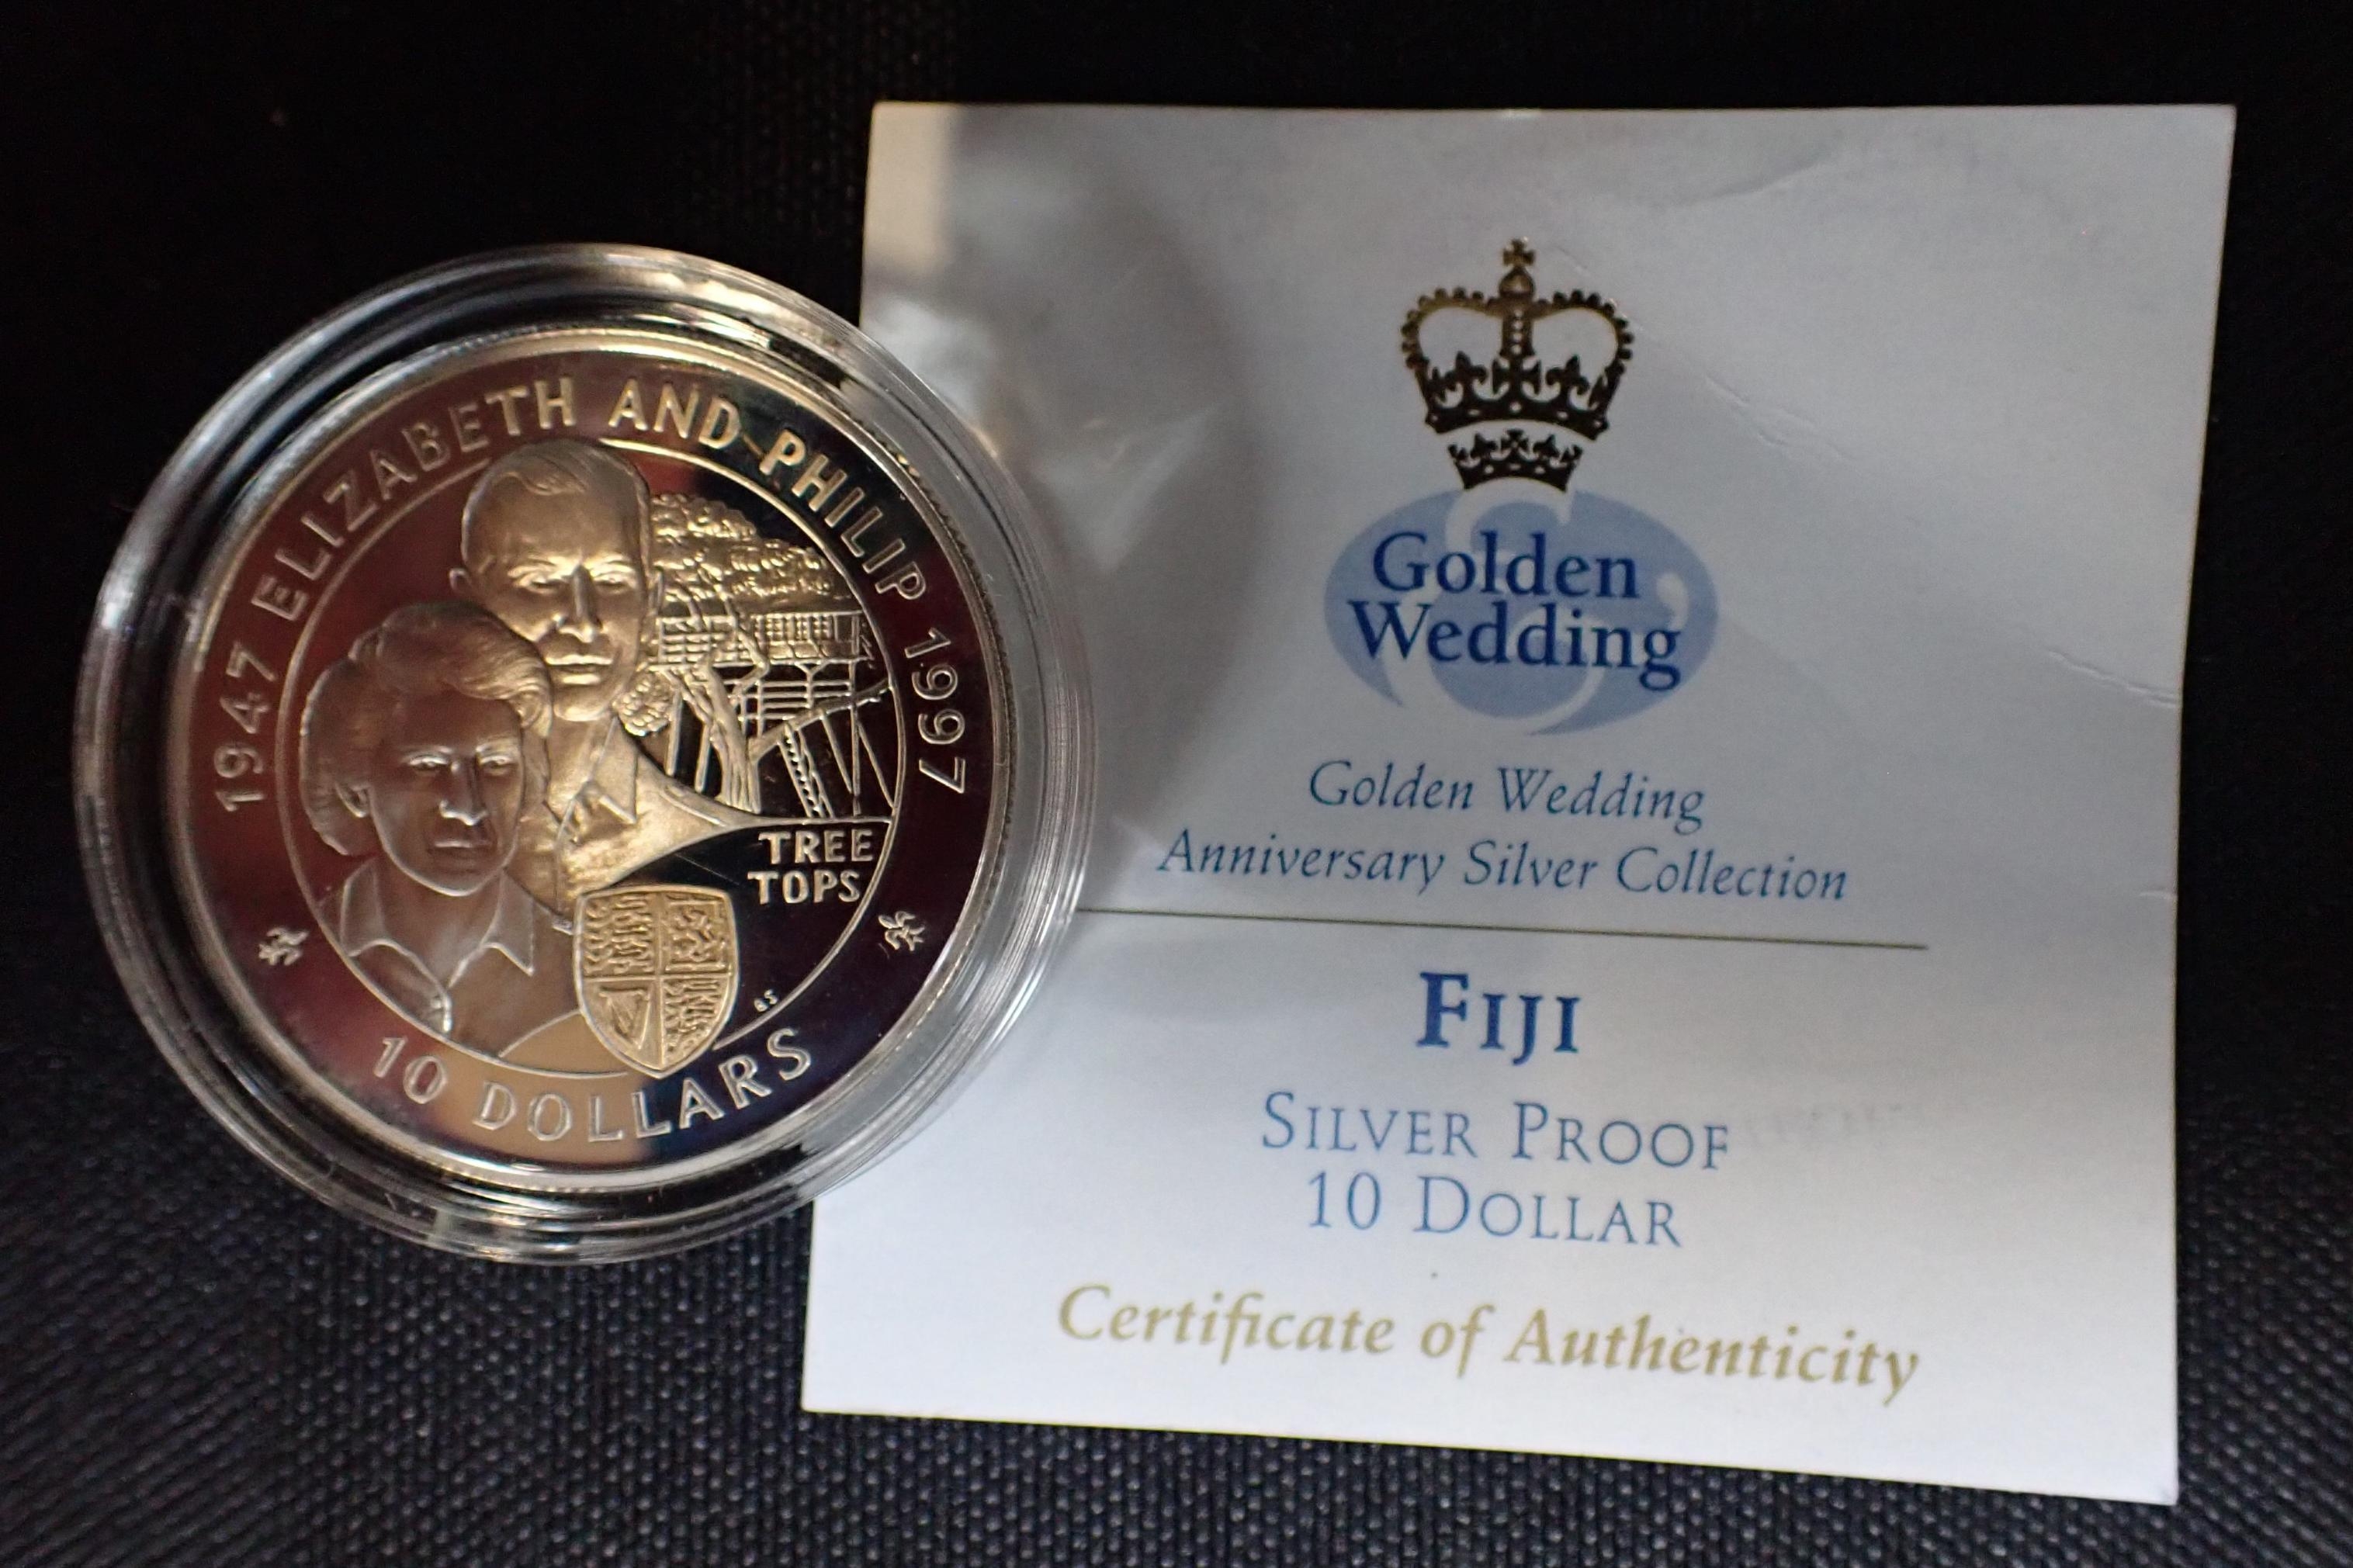 1947 ELIZABETH AND PHILIP 1997
TREE
TOPS
BS
10 DOLLARS
Golden
Wedding
Golden Wedding
Anniversary Silver Collection
FIJI
SILVER PROOF
10 DOLLAR
Certificate of Authenticity